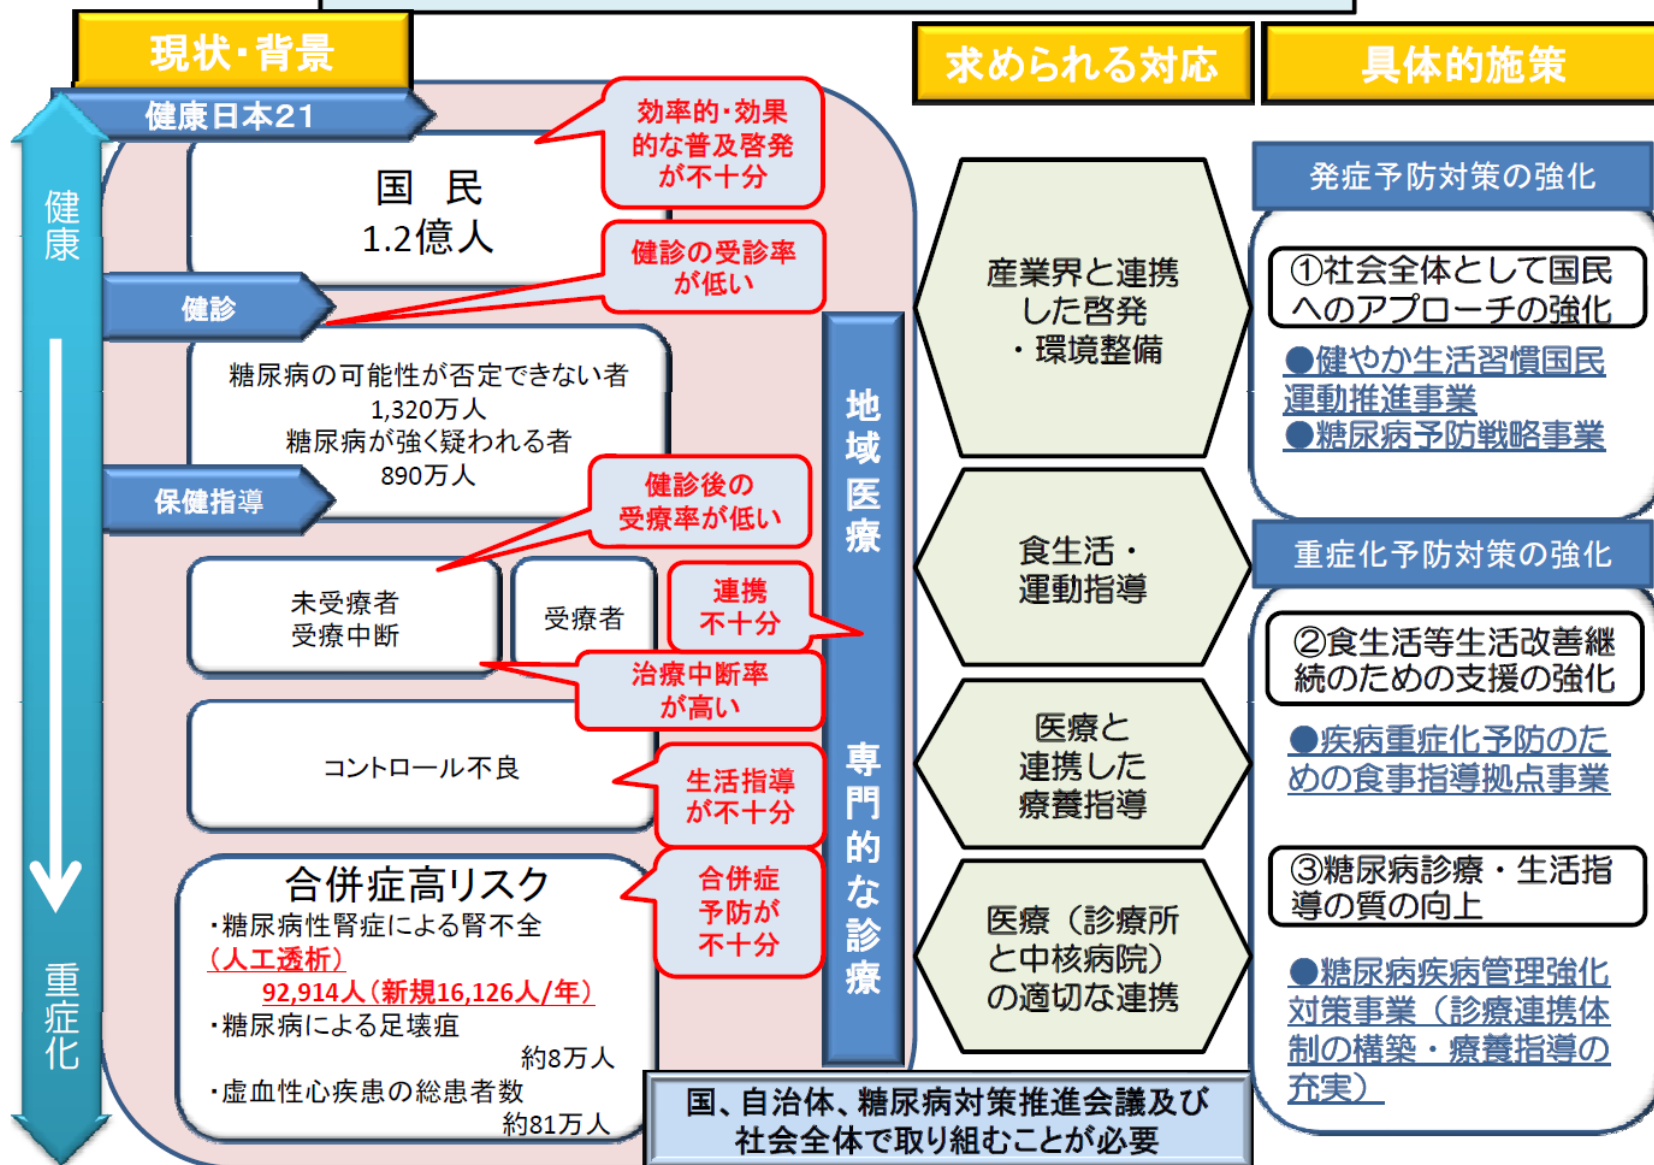 現状・背景
求められる対応
具体的施策
健康日本21
健康
重症化
国 民
1.2億人
効率的・効果
的な普及啓発
が不十分
健診の受診率
が低い
健診
糖尿病の可能性が否定できない者
1,320万人
糖尿病が強く疑われる者
890万人
保健指導
健診後の
受療率が低い
未受療者
受療中断
受療者
連携
不十分
治療中断率
が高い
コントロール不良
生活指導
が不十分
合併症高リスク
・糖尿病性腎症による腎不全
(人工透析)
92,914人(新規16,126人/年)
・糖尿病による足壊疽
約8万人
・虚血性心疾患の総患者数
約81万人
合併症
予防が
不十分
地域医療
専門的な診療
産業界と連携
した啓発
・環境整備
食生活・
運動指導
医療と
連携した
療養指導
医療（診療所
と中核病院）
の適切な連携
国、自治体、糖尿病対策推進会議及び
社会全体で取り組むことが必要
発症予防対策の強化
①社会全体として国民
へのアプローチの強化
●健やか生活習慣国民
運動推進事業
●糖尿病予防戦略事業
重症化予防対策の強化
②食生活等生活改善継
続のための支援の強化
●疾病重症化予防のた
めの食事指導拠点事業
③糖尿病診療・生活指
導の質の向上
●糖尿病疾病管理強化
対策事業（診療連携体
制の構築・療養指導の
充実）